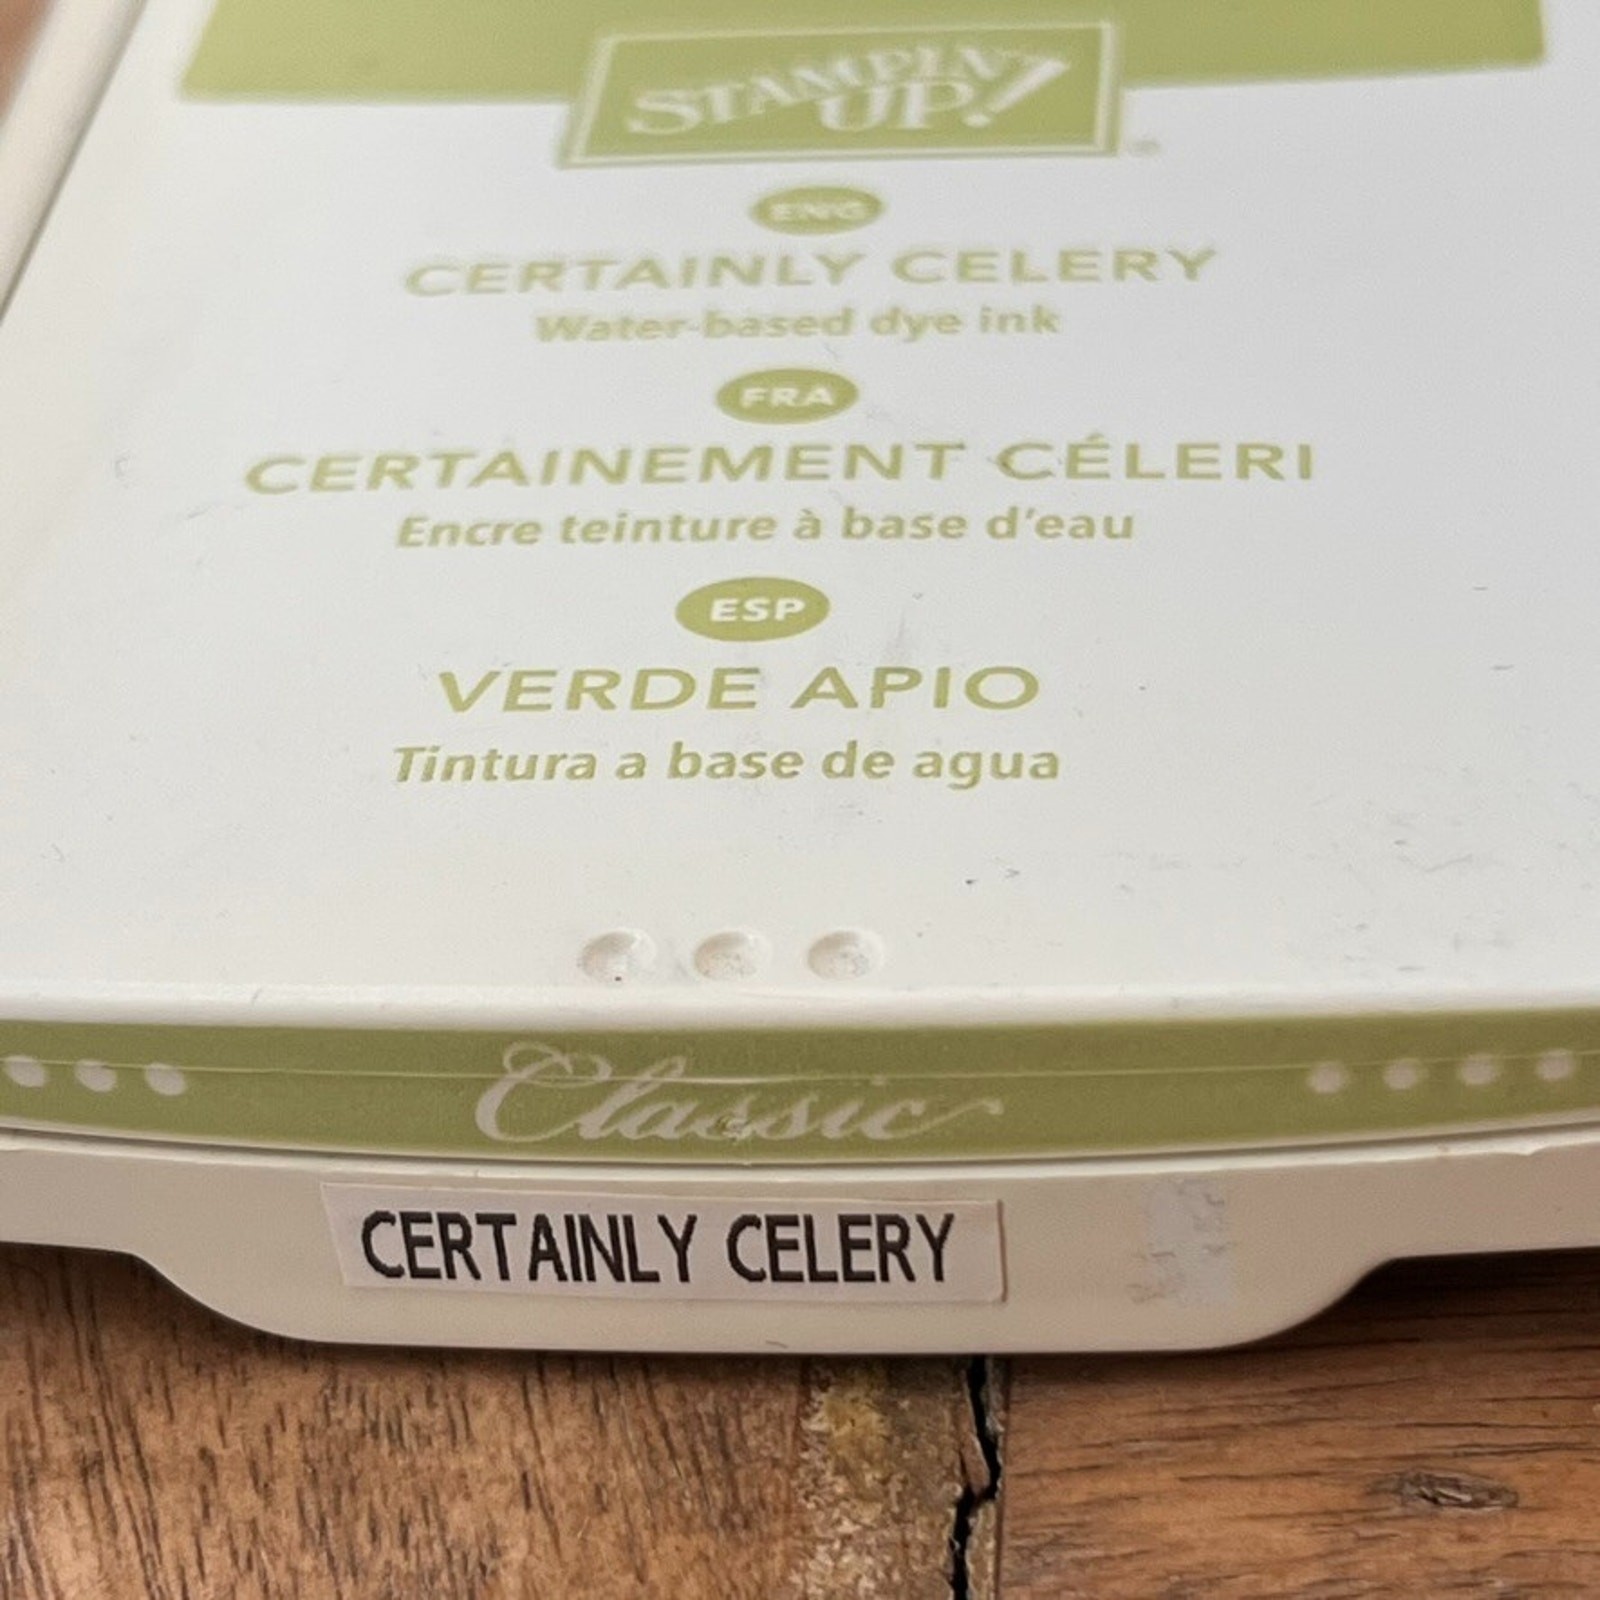 STAMPIN'
UP!
ENG
CERTAINLY CELERY
Water-based dye ink
FRA
CERTAINEMENT CÉLERI
Encre teinture à base d'eau
ESP
VERDE APIO
Tintura a base de agua
Classic
CERTAINLY CELERY